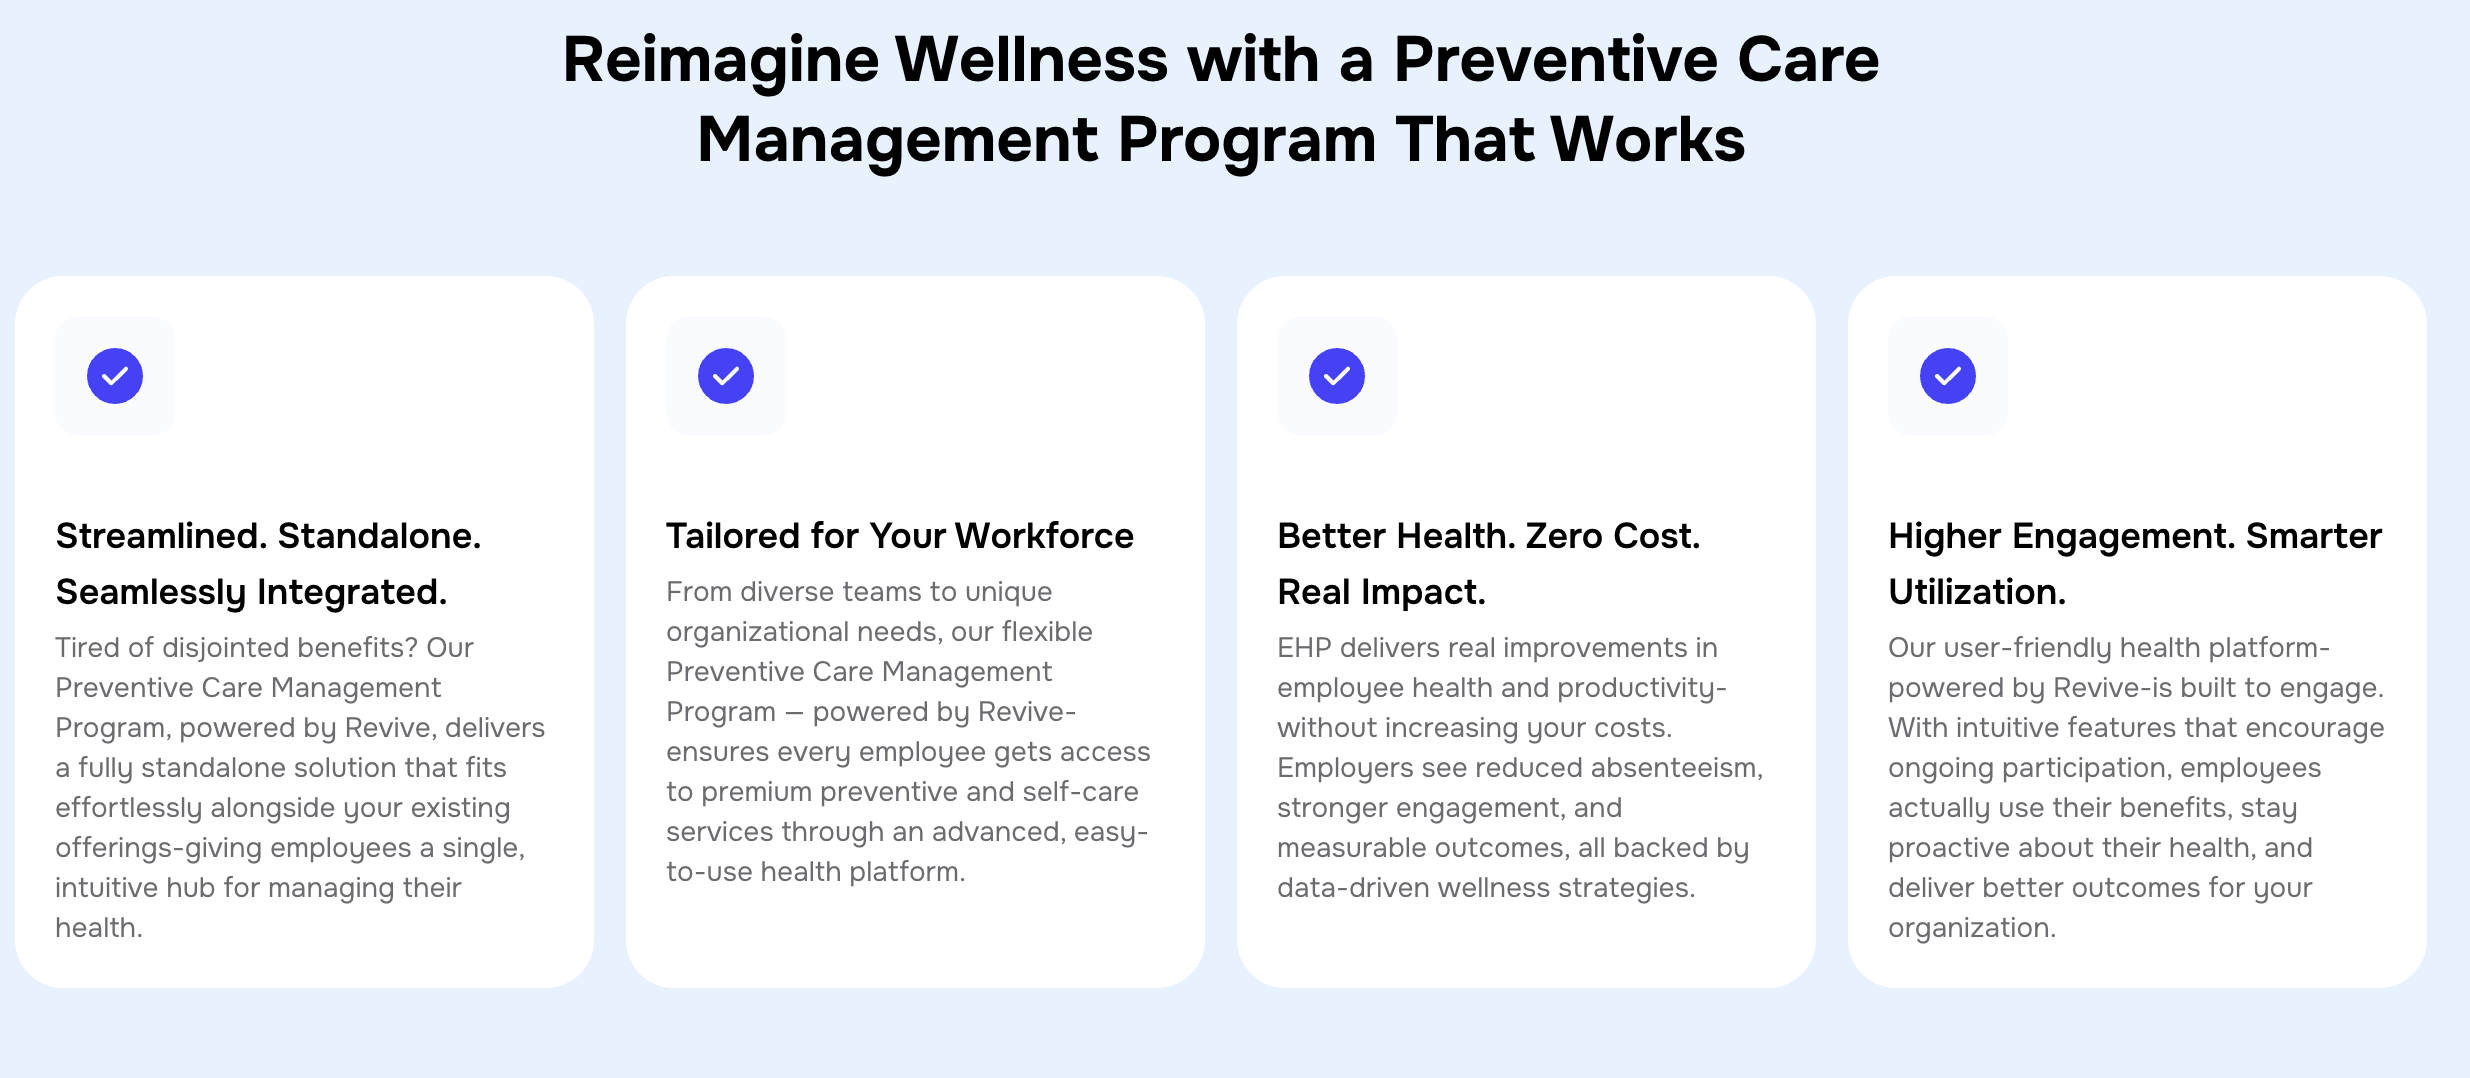 Reimagine Wellness with a Preventive Care
Management Program That Works
Streamlined. Standalone.
Seamlessly Integrated.
Tired of disjointed benefits? Our
Preventive Care Management
Program, powered by Revive, delivers
a fully standalone solution that fits
effortlessly alongside your existing
offerings-giving employees a single,
intuitive hub for managing their
health.
Tailored for Your Workforce
From diverse teams to unique
organizational needs, our flexible
Preventive Care Management
Program — powered by Revive-
ensures every employee gets access
to premium preventive and self-care
services through an advanced, easy-
to-use health platform.
Better Health. Zero Cost.
Real Impact.
EHP delivers real improvements in
employee health and productivity-
without increasing your costs.
Employers see reduced absenteeism,
stronger engagement, and
measurable outcomes, all backed by
data-driven wellness strategies.
Higher Engagement. Smarter
Utilization.
Our user-friendly health platform-
powered by Revive-is built to engage.
With intuitive features that encourage
ongoing participation, employees
actually use their benefits, stay
proactive about their health, and
deliver better outcomes for your
organization.